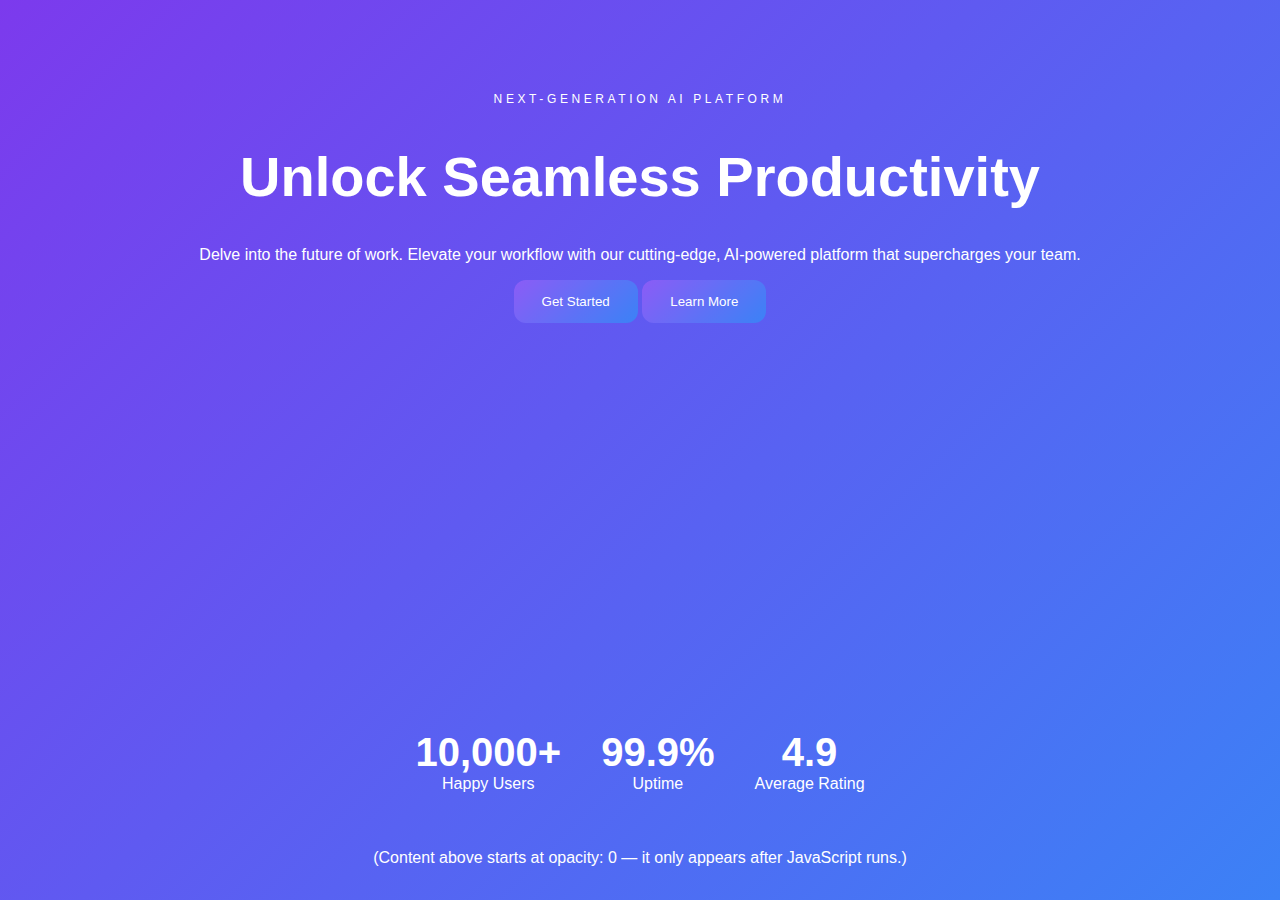 NEXT-GENERATION AI PLATFORM
Unlock Seamless Productivity
Delve into the future of work. Elevate your workflow with our cutting-edge, AI-powered platform that supercharges your team.
Get Started
Learn More
10,000+
Happy Users
99.9%
Uptime
4.9
Average Rating
(Content above starts at opacity: 0 — it only appears after JavaScript runs.)